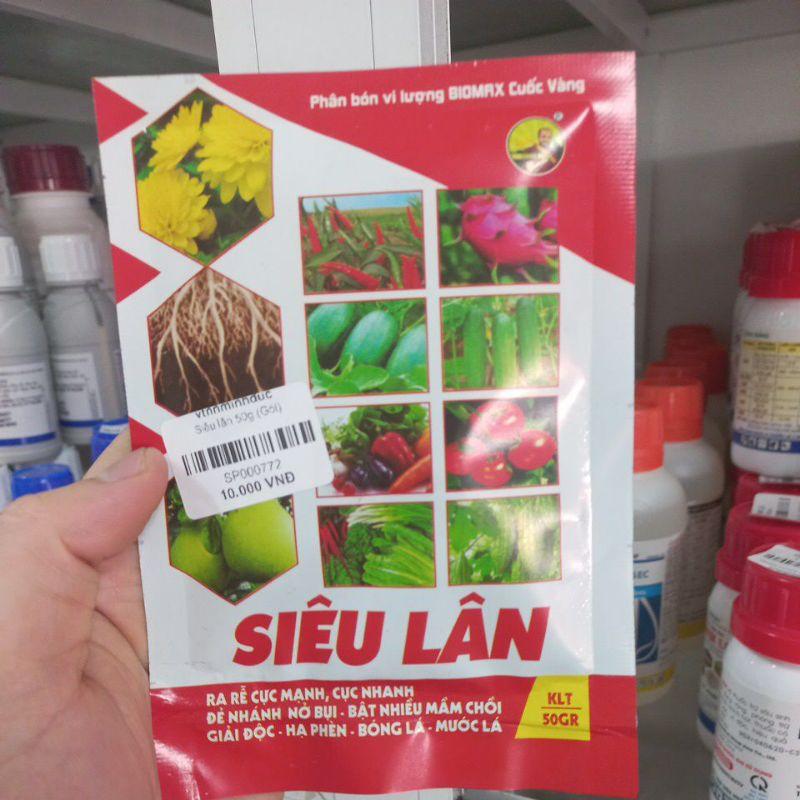 Phân bón vi lượng BIOMAX Cuốc Vàng
vtnnminhduc
Siêu lân 50g (Gói)
SP000772
10.000 VNĐ
SIÊU LÂN
RA RỄ CỰC MẠNH, CỰC NHANH
ĐẺ NHÁNH NỞ BỤI - BẬT NHIỀU MẦM CHỒI
GIẢI ĐỘC - HẠ PHÈN - BÓNG LÁ - MƯỚC LÁ
KLT
50GR